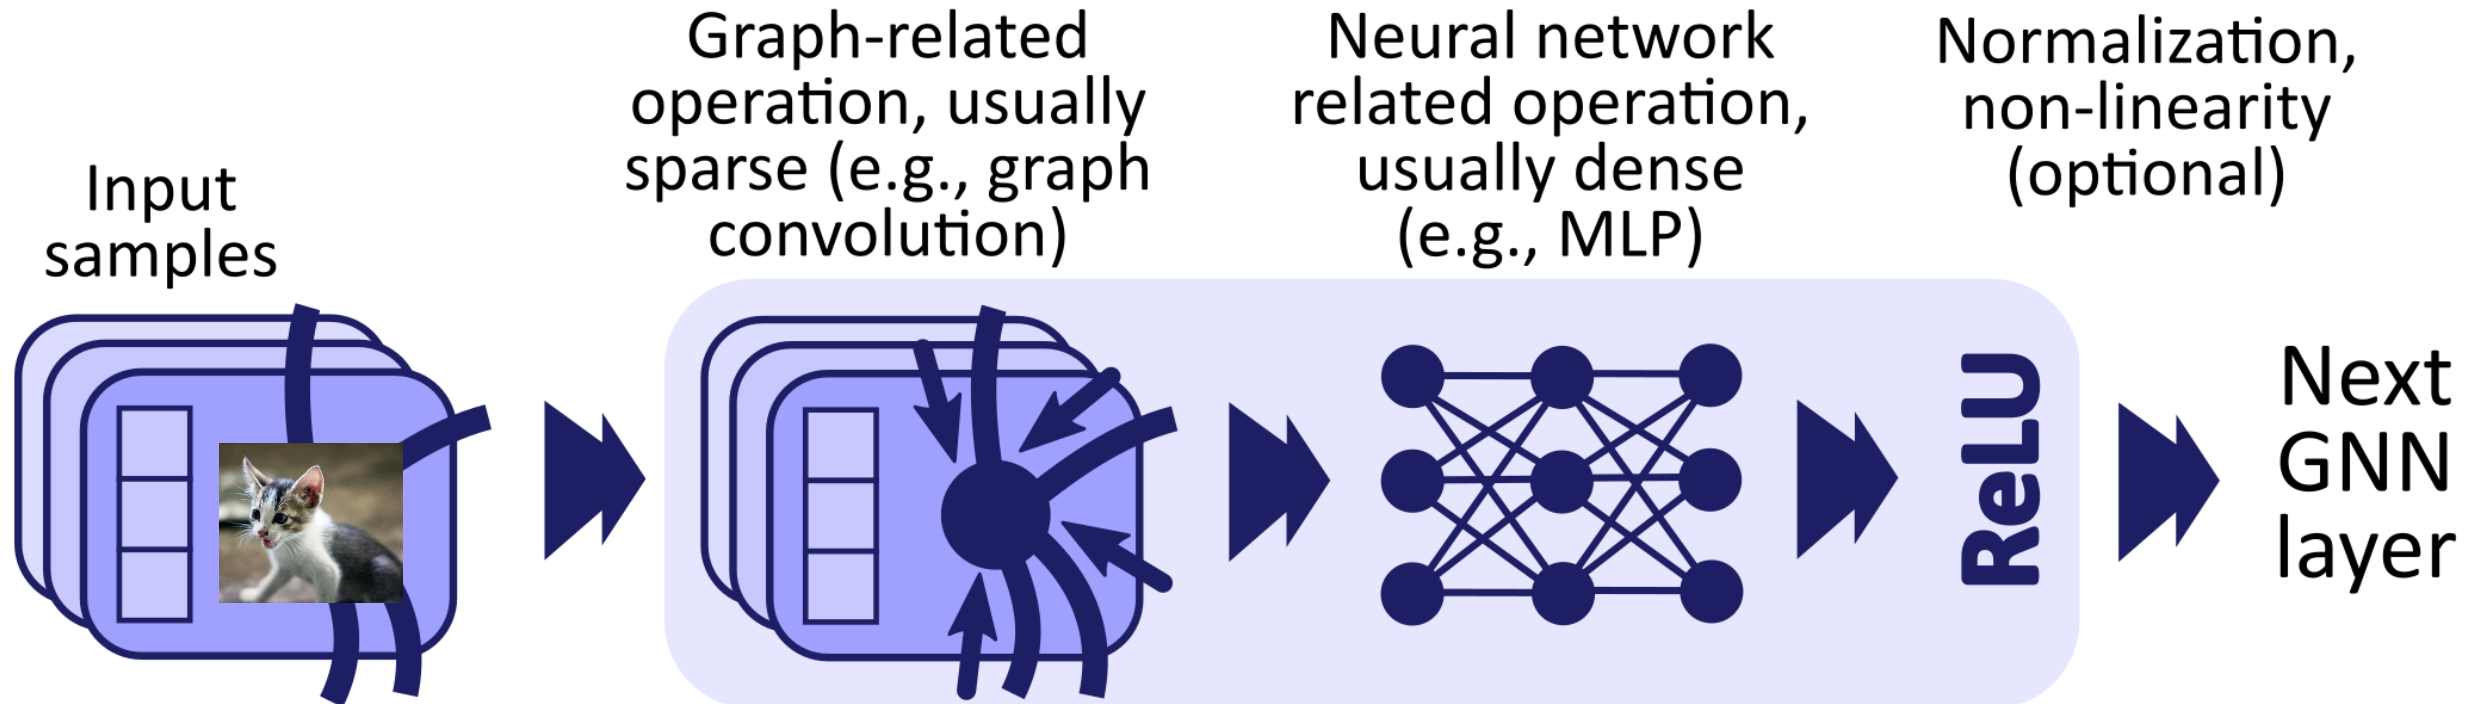 Input
samples
Graph-related
operation, usually
sparse (e.g., graph
convolution)
Neural network
related operation,
usually dense
(e.g., MLP)
Normalization,
non-linearity
(optional)
ReLU
Next
GNN
layer